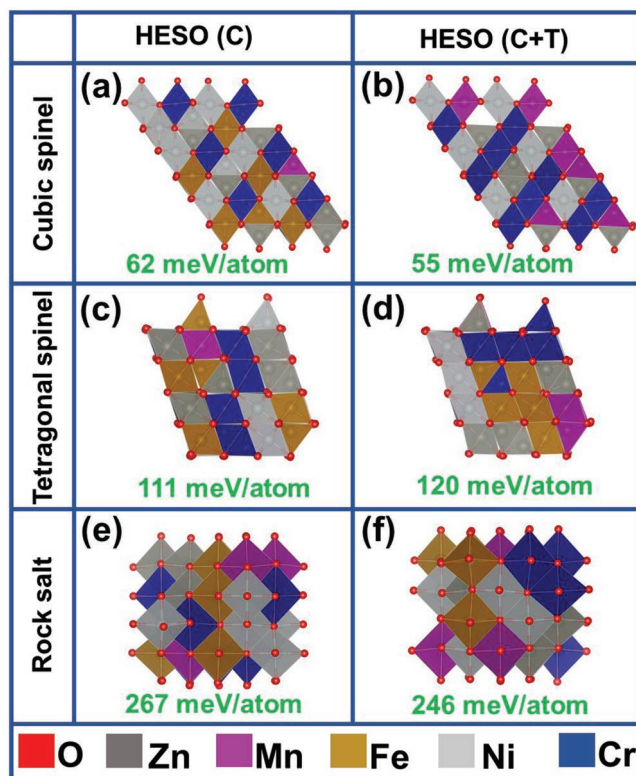 HESO (C)
HESO (C+T)
Cubic spinel
(a)
62 meV/atom
(b)
55 meV/atom
Tetragonal spinel
(c)
111 meV/atom
(d)
120 meV/atom
Rock salt
(e)
267 meV/atom
(f)
246 meV/atom
O Zn Mn Fe Ni Cr